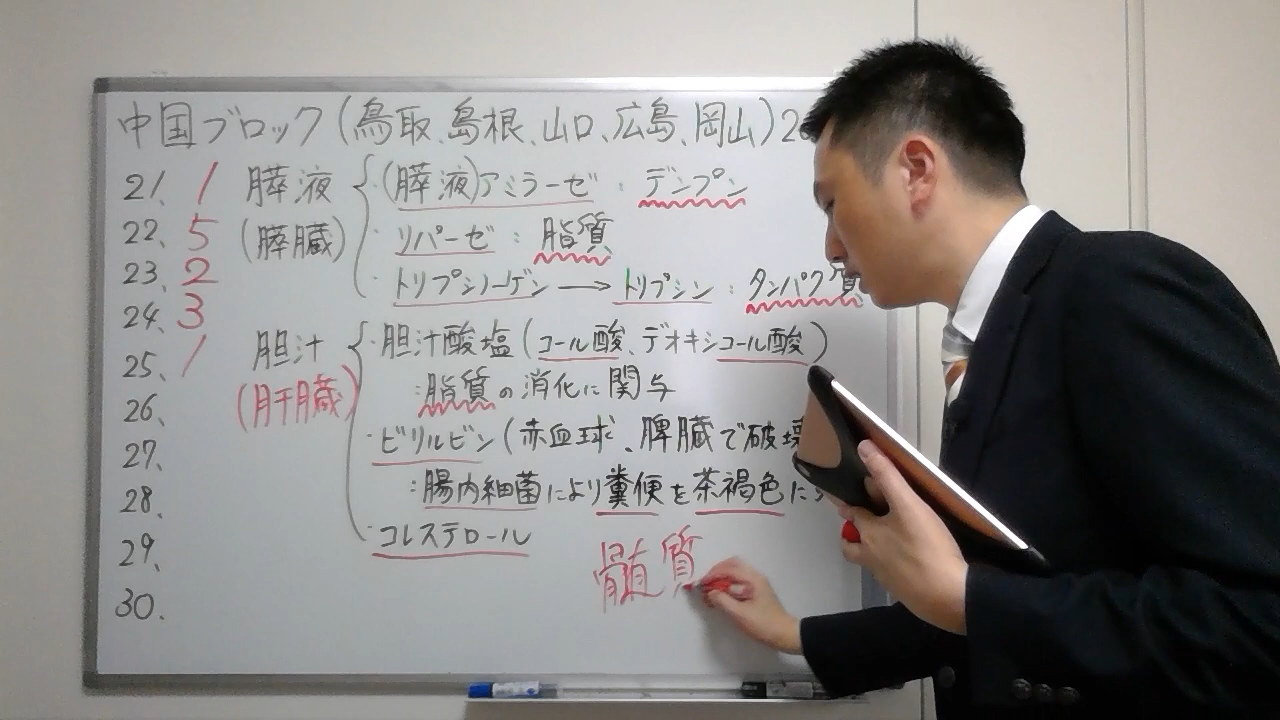 中国ブロック(鳥取、島根、山口、広島、岡山)2
21. 1 膵液 (膵液)アミラーゼ : デンプン
22. 5 (膵臓) リパーゼ : 脂質
23. 2 トリプシノーゲン → トリプシン : タンパク質
24. 3
胆汁 胆汁酸塩(コール酸、デオキシコール酸)
25. 1
(肝臓) :脂質の消化に関与
26.
ビリルビン(赤血球、脾臓で破壊
27.
:腸内細菌により糞便を茶褐色に
28.
コレステロール
29.
髄質
30.